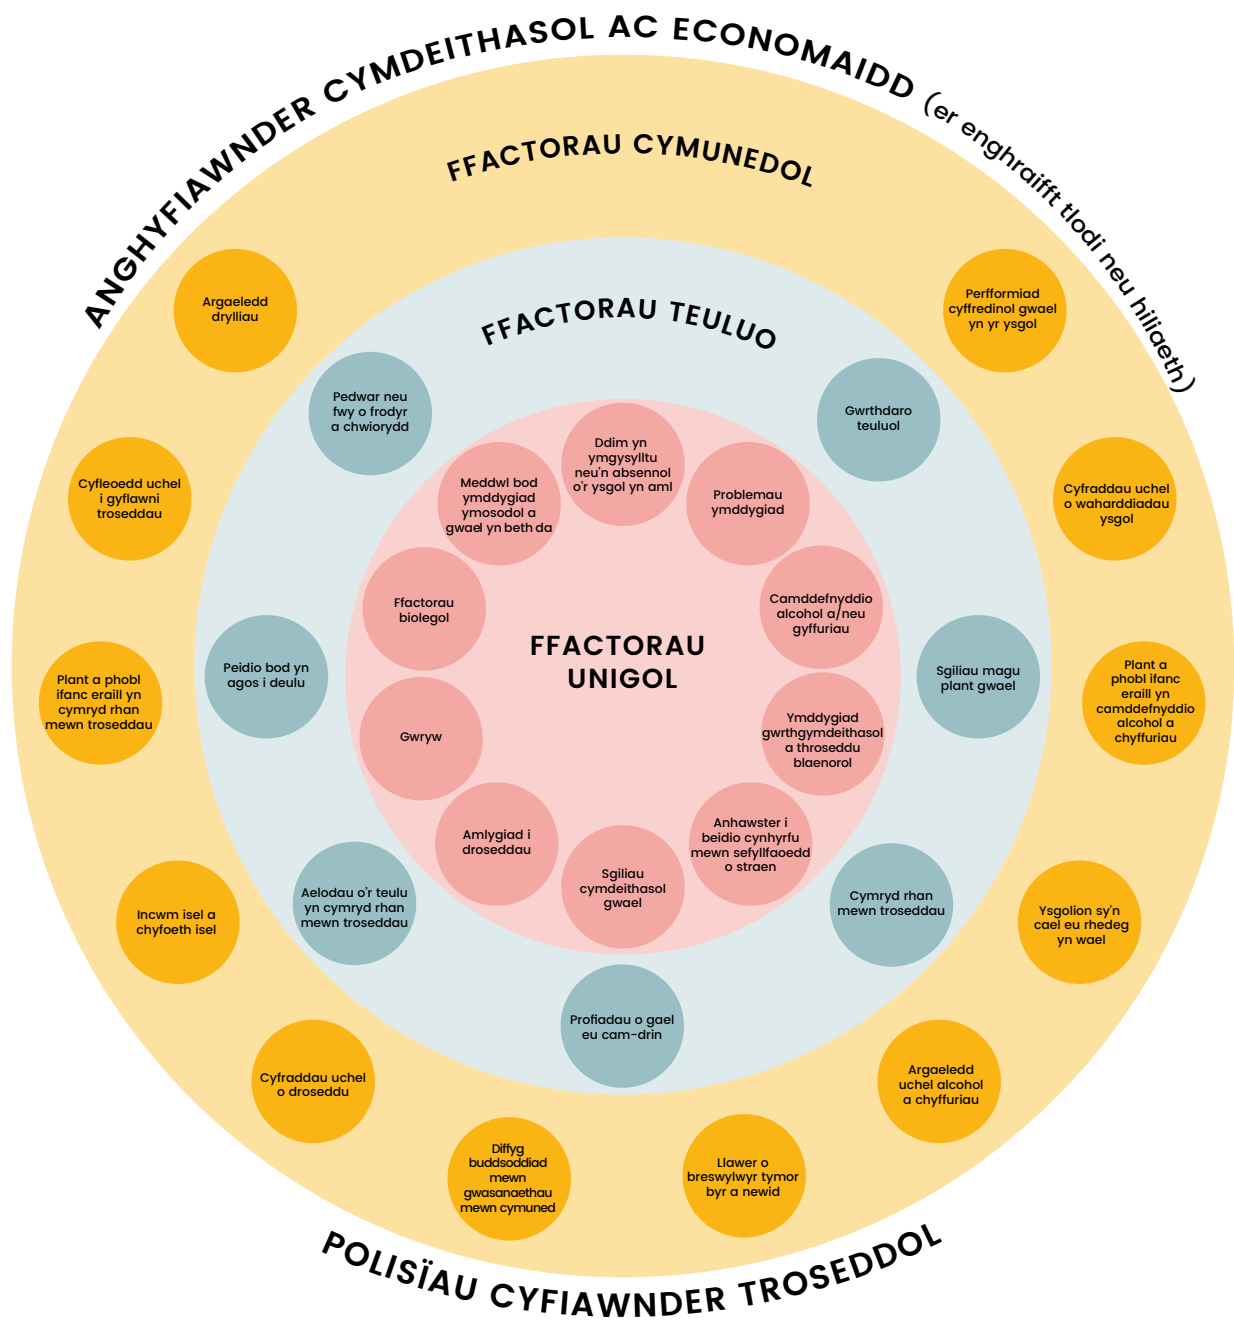 ANGHYFIAWNDER CYMDEITHASOL AC ECONOMAIDD (er enghraifft tlodi neu hiliaeth)
FFACTORAU CYMUNEDOL
Argaeledd
drylliau
Perfformiad
cyffredinol gwael
yn yr ysgol
Cyfleoedd uchel
i gyflawni
troseddau
Cyfraddau uchel
o waharddiadau
ysgol
Plant a phobl
ifanc eraill yn
cymryd rhan
mewn troseddau
Plant a
phobl ifanc
eraill yn
camddefnyddio
alcohol a
chyffuriau
Incwm isel a
chyfoeth isel
Ysgolion sy'n
cael eu rhedeg
yn wael
Cyfraddau uchel
o droseddu
Argaeledd
uchel alcohol
a chyffuriau
Diffyg
buddsoddiad
mewn
gwasanaethau
mewn cymuned
Llawer o
breswylwyr tymor
byr a newid
FFACTORAU TEULUO
Pedwar neu
fwy o frodyr
a chwiorydd
Gwrthdaro
teuluol
Peidio bod yn
agos i deulu
Sgiliau magu
plant gwael
Aelodau o'r teulu
yn cymryd rhan
mewn troseddau
Cymryd rhan
mewn troseddau
Profiadau o gael
eu cam-drin
FFACTORAU
UNIGOL
Ddim yn
ymgysylltu
neu'n absennol
o'r ysgol yn aml
Meddwl bod
ymddygiad
ymosodol a
gwael yn beth da
Problemau
ymddygiad
Ffactorau
biolegol
Camddefnyddio
alcohol a/neu
gyffuriau
Gwryw
Ymddygiad
gwrthgymdeithasol
a throseddu
blaenorol
Amlygiad i
droseddau
Anhawster i
beidio cynhyrfu
mewn sefyllfaoedd
o straen
Sgiliau
cymdeithasol
gwael
POLISÏAU CYFIAWNDER TROSEDDOL